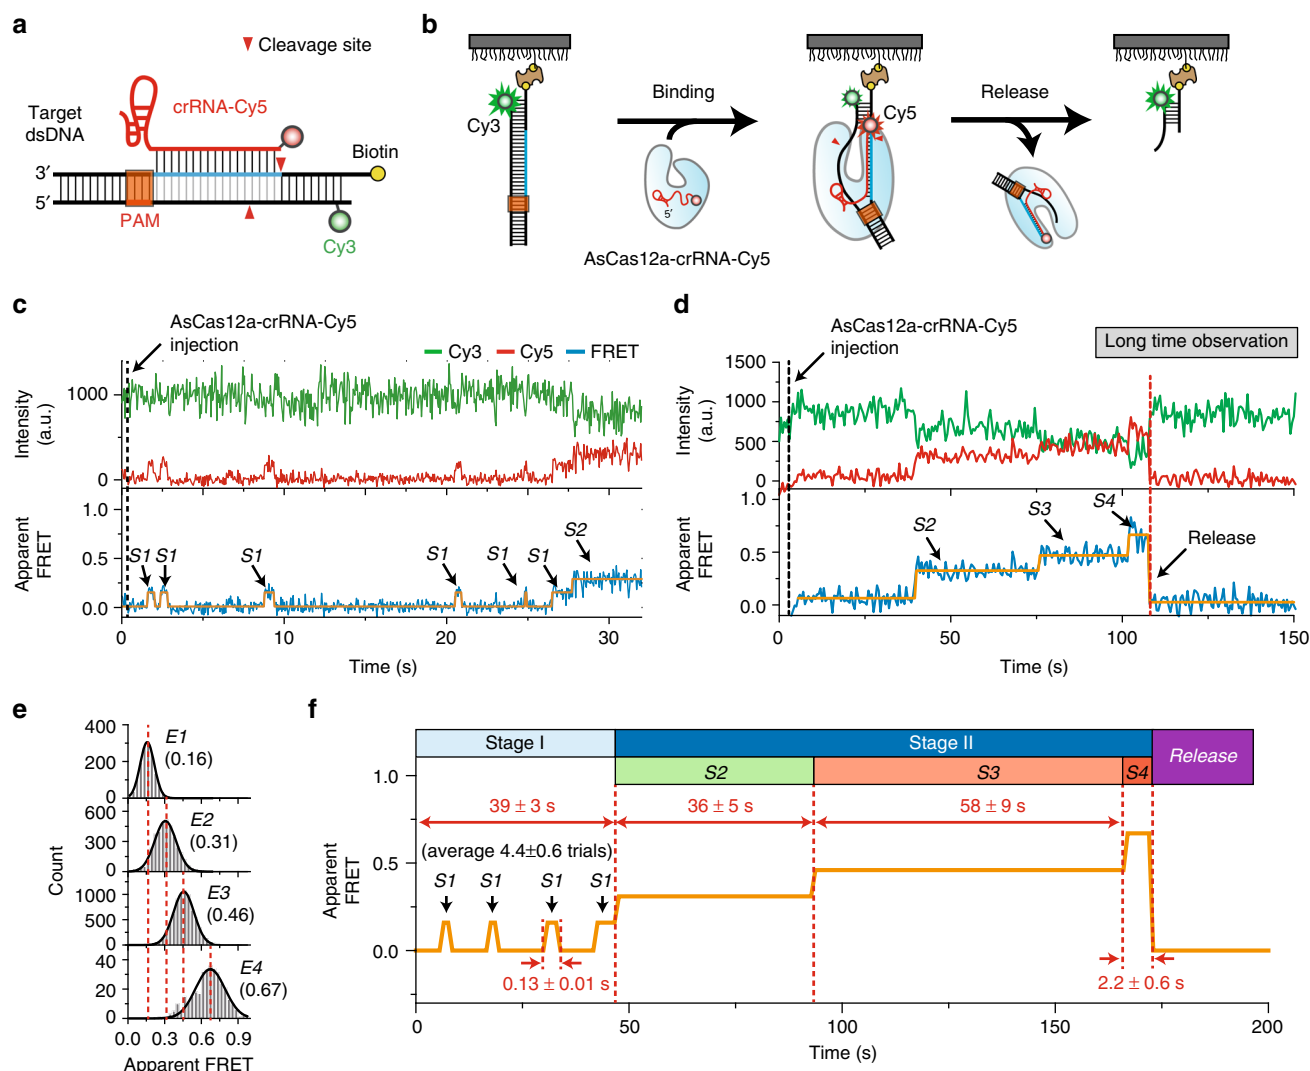 a
Cleavage site
crRNA-Cy5
Target
dsDNA
Biotin
3′
5′
PAM
Cy3
b
Cy3
Binding
5′
AsCas12a-crRNA-Cy5
Cy5
Release
c
AsCas12a-crRNA-Cy5
injection
Cy3 Cy5 FRET
Intensity
(a.u.)
1000
0
Apparent
FRET
1.0
0.5
0.0
S1 S1 S1 S1 S1 S1 S2
0 10 20 30
Time (s)
d
AsCas12a-crRNA-Cy5
injection
Long time observation
Intensity
(a.u.)
1500
1000
500
0
Apparent
FRET
1.0
0.5
0.0
S2 S3 S4
Release
0 50 100 150
Time (s)
e
Count
400
200
0
E1
(0.16)
600
300
0
E2
(0.31)
1000
500
0
E3
(0.46)
40
20
0
E4
(0.67)
0.0 0.3 0.6 0.9
Apparent FRET
f
Stage I Stage II Release
S2 S3 S4
39 ± 3 s 36 ± 5 s 58 ± 9 s
(average 4.4±0.6 trials)
S1 S1 S1 S1
0.13 ± 0.01 s
2.2 ± 0.6 s
Apparent
FRET
1.0
0.5
0.0
0 50 100 150 200
Time (s)